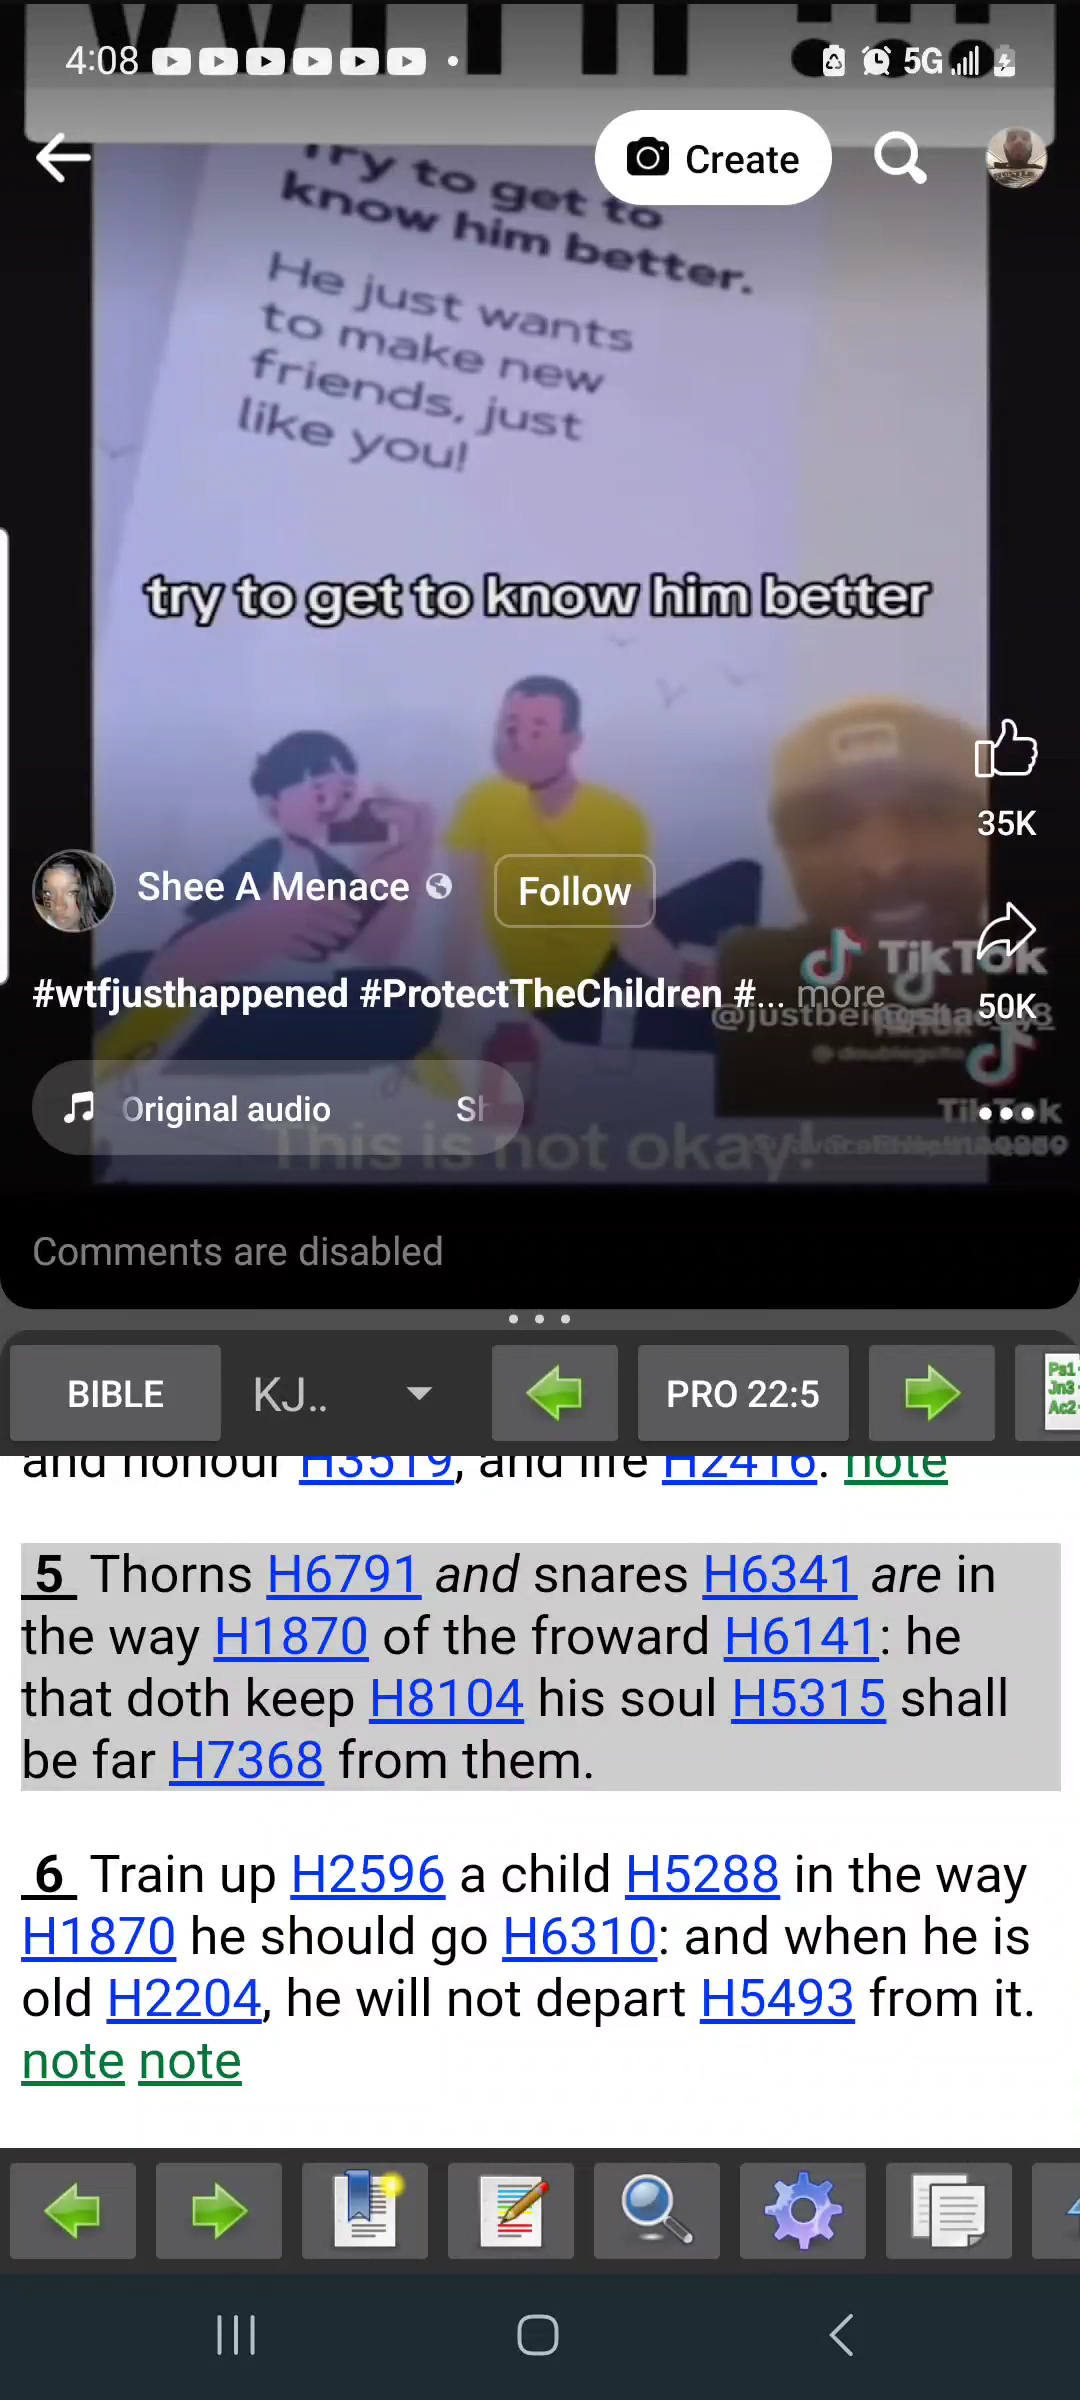 4:08
5G
Create
Try to get to
know him better.
He just wants
to make new
friends, just
like you!
try to get to know him better
35K
Shee A Menace
Follow
TikTok
#wtfjusthappened #ProtectTheChildren #... more
50K
Original audio
TikTok
This is not okay!
Comments are disabled
BIBLE
KJ..
PRO 22:5
Ps1
Jn3
Ac2
and honour H3519, and life H2416. note
5 Thorns H6791 and snares H6341 are in
the way H1870 of the froward H6141: he
that doth keep H8104 his soul H5315 shall
be far H7368 from them.
6 Train up H2596 a child H5288 in the way
H1870 he should go H6310: and when he is
old H2204, he will not depart H5493 from it.
note note